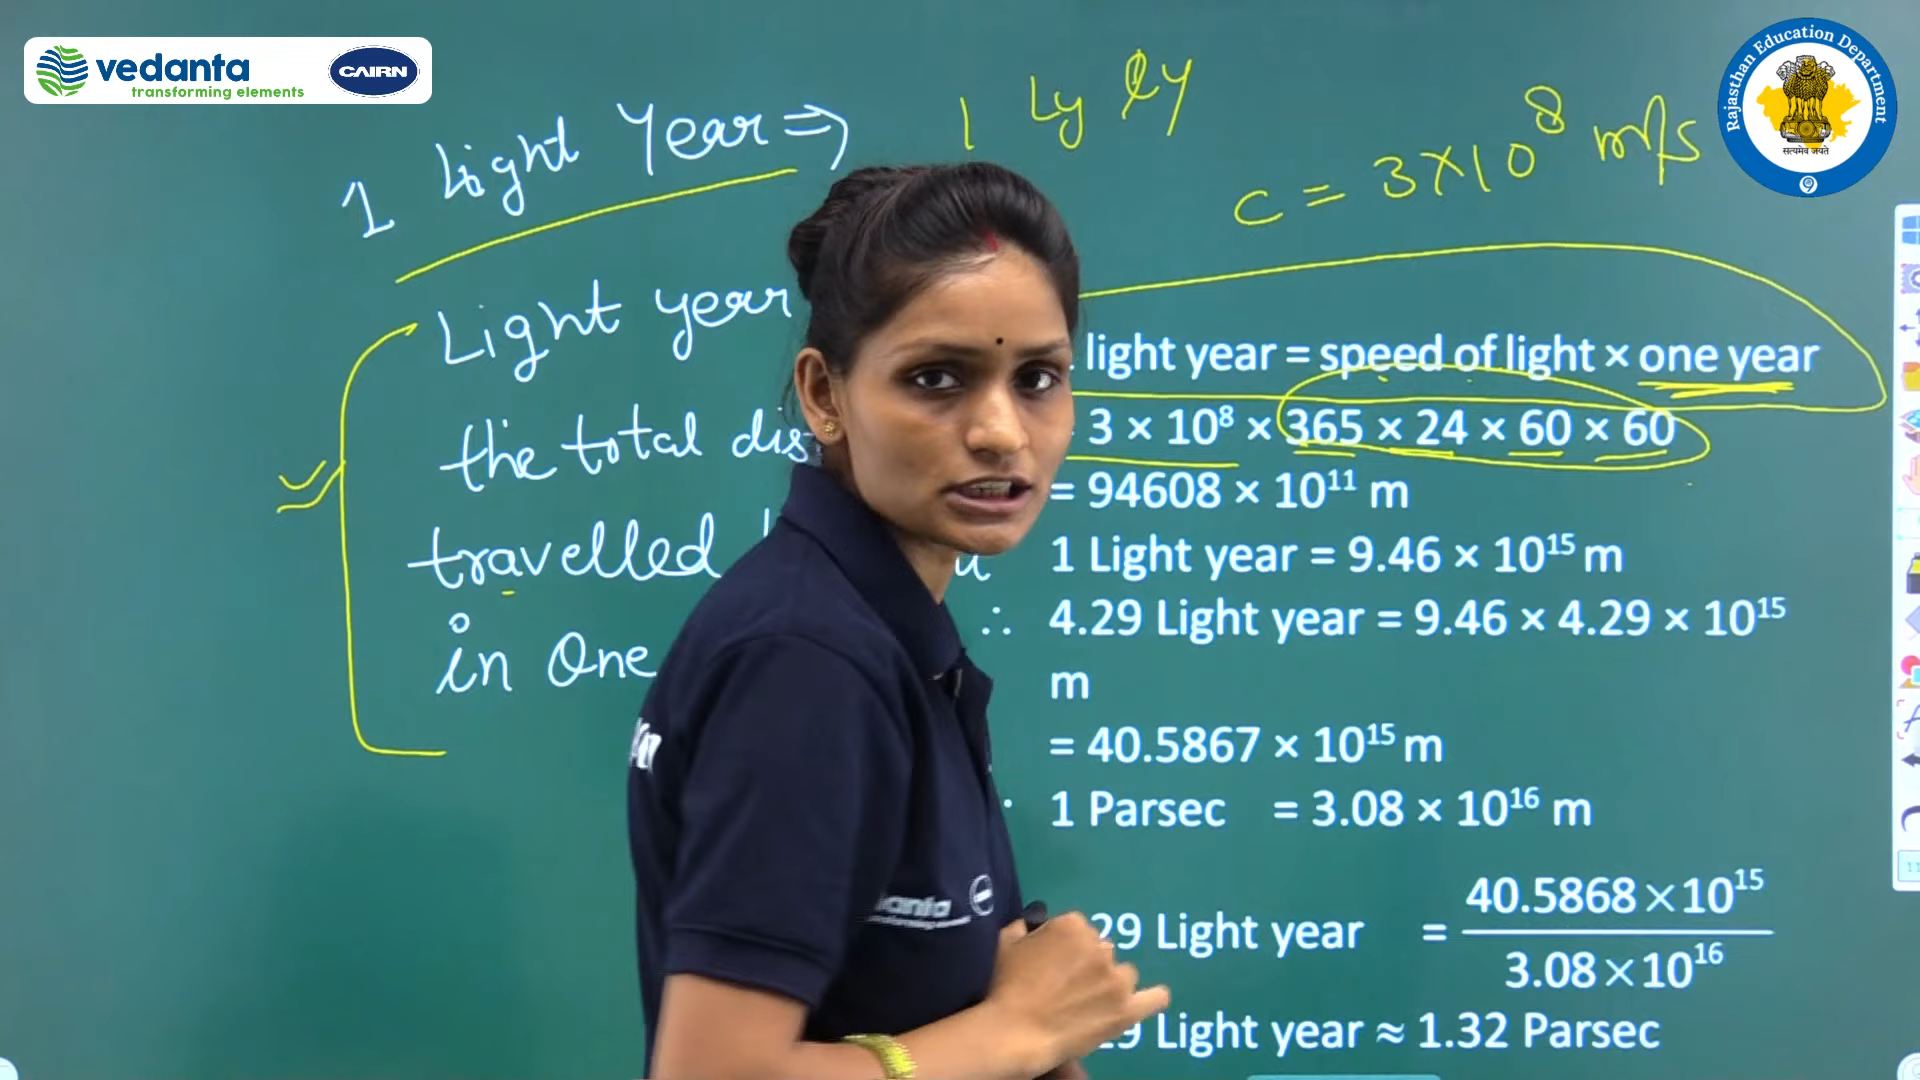 vedanta
transforming elements
CAIRN
Rajasthan Education Department
सत्यमेव जयते
1 Light Year ⇒ 1 Ly ly
c = 3×10⁸ m/s
Light year
the total dis
travelled
in One
light year = speed of light × one year
3 × 10⁸ × 365 × 24 × 60 × 60
= 94608 × 10¹¹ m
1 Light year = 9.46 × 10¹⁵ m
∴ 4.29 Light year = 9.46 × 4.29 × 10¹⁵
m
= 40.5867 × 10¹⁵ m
1 Parsec = 3.08 × 10¹⁶ m
29 Light year = 40.5868×10¹⁵
3.08×10¹⁶
9 Light year ≈ 1.32 Parsec